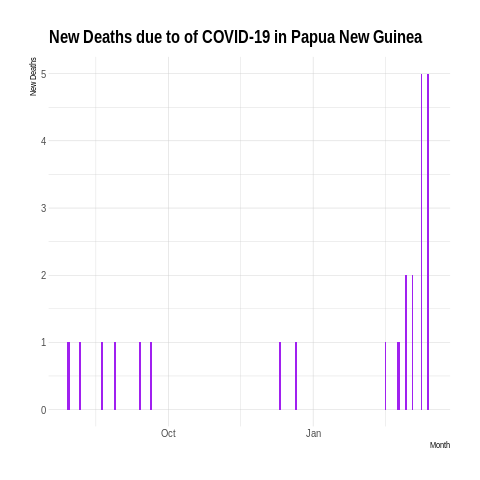 New Deaths due to of COVID-19 in Papua New Guinea
New Deaths
5
4
3
2
1
0
Oct
Jan
Month